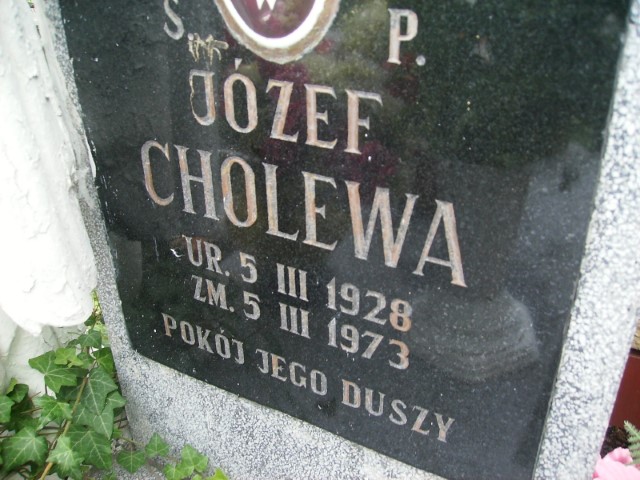 Ś. P.
JÓZEF
CHOLEWA
UR. 5 III 1928
ZM. 5 III 1973
POKÓJ JEGO DUSZY